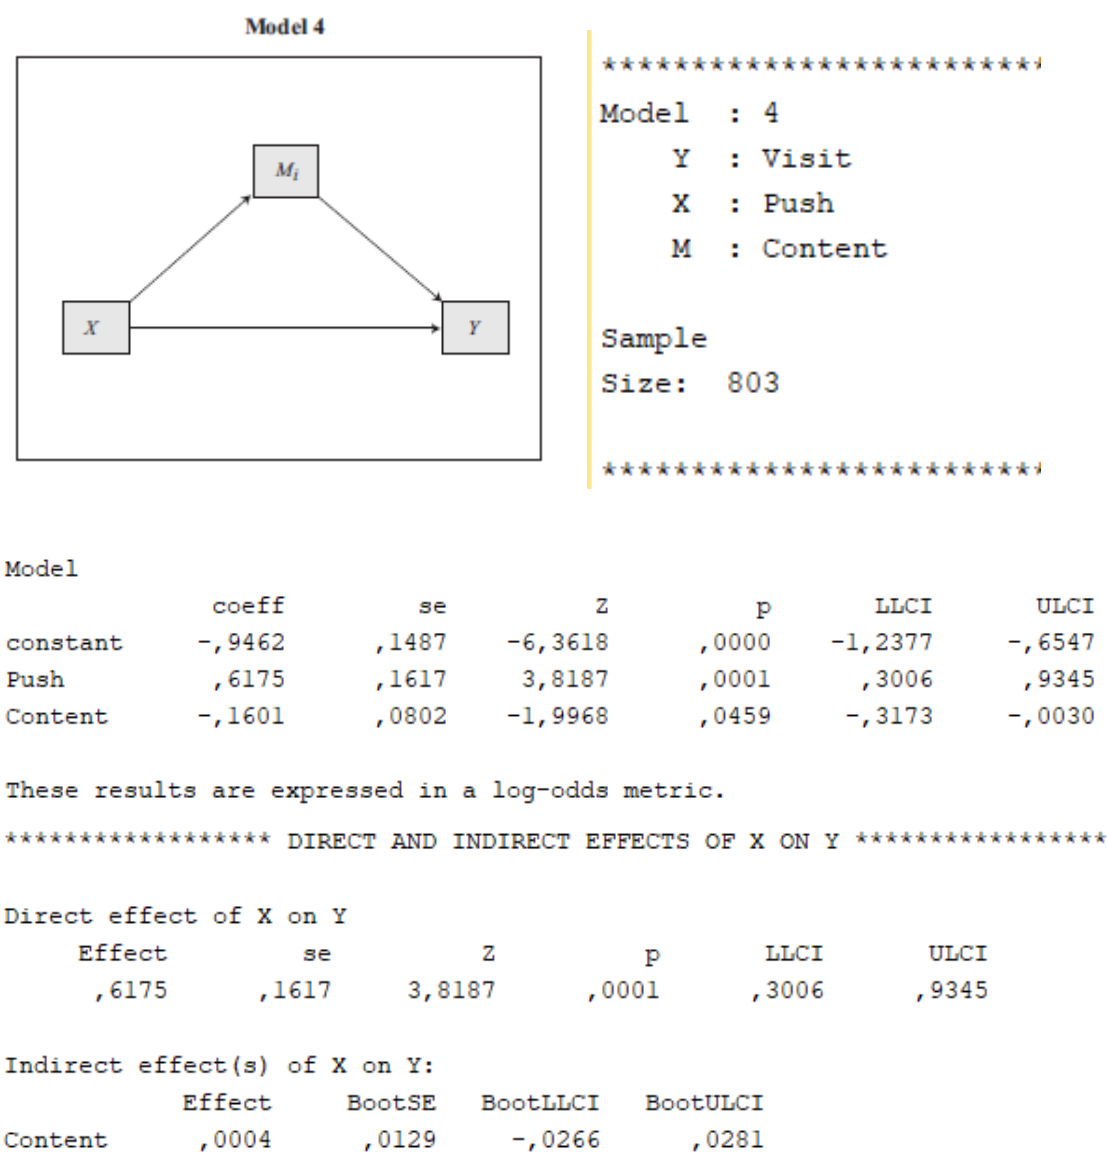 Model 4
M_i
X
Y
**************************
Model : 4
Y : Visit
X : Push
M : Content
Sample
Size: 803
**************************
Model
coeff se Z p LLCI ULCI
constant -,9462 ,1487 -6,3618 ,0000 -1,2377 -,6547
Push ,6175 ,1617 3,8187 ,0001 ,3006 ,9345
Content -,1601 ,0802 -1,9968 ,0459 -,3173 -,0030
These results are expressed in a log-odds metric.
****************** DIRECT AND INDIRECT EFFECTS OF X ON Y *****************
Direct effect of X on Y
Effect se Z p LLCI ULCI
,6175 ,1617 3,8187 ,0001 ,3006 ,9345
Indirect effect(s) of X on Y:
Effect BootSE BootLLCI BootULCI
Content ,0004 ,0129 -,0266 ,0281